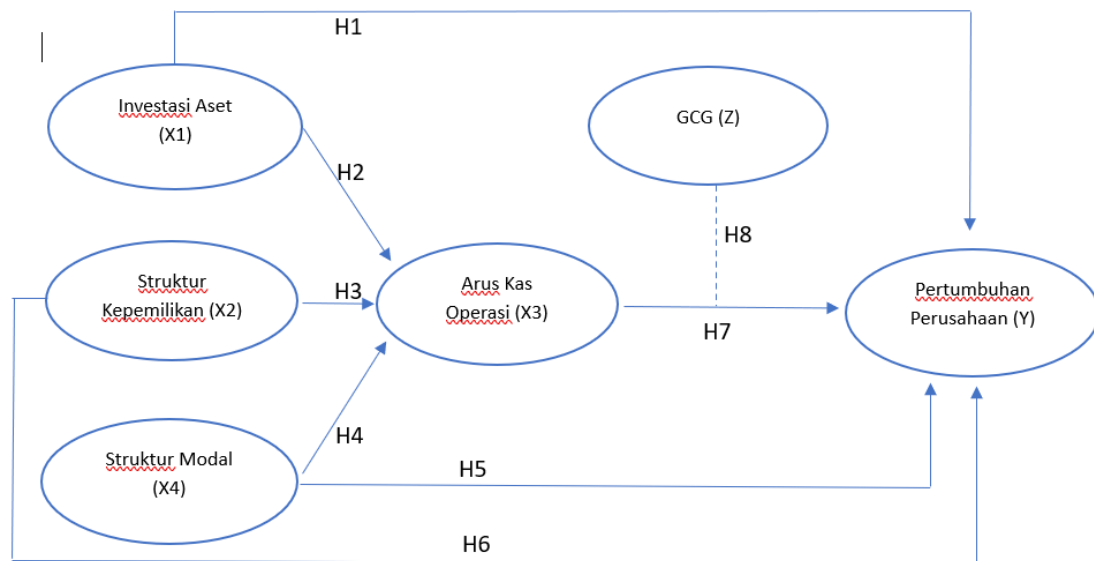 H1
Investasi Aset
(X1)
GCG (Z)
H2
H8
Struktur
Kepemilikan (X2)
H3
Arus Kas
Operasi (X3)
H7
Pertumbuhan
Perusahaan (Y)
H4
Struktur Modal
(X4)
H5
H6